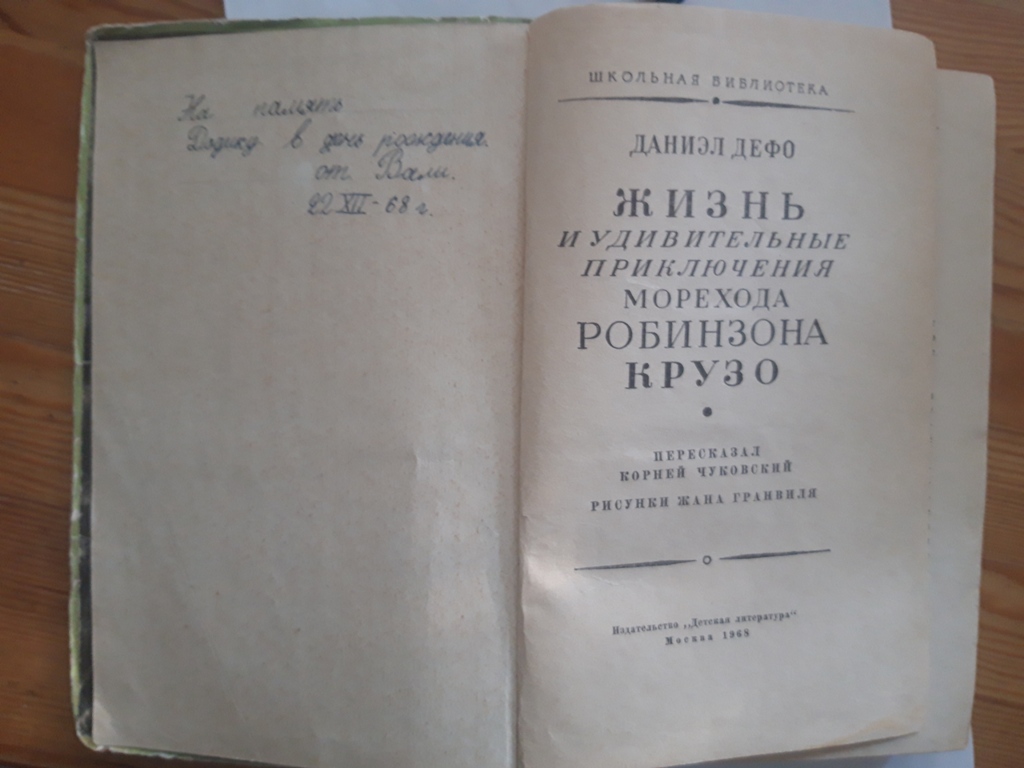 На память
Додику в день рождения.
от Вали.
22 XII - 68 г.
ШКОЛЬНАЯ БИБЛИОТЕКА
ДАНИЭЛ ДЕФО
ЖИЗНЬ
И УДИВИТЕЛЬНЫЕ
ПРИКЛЮЧЕНИЯ
МОРЕХОДА
РОБИНЗОНА
КРУЗО
ПЕРЕСКАЗАЛ
КОРНЕЙ ЧУКОВСКИЙ
РИСУНКИ ЖАНА ГРАНВИЛЯ
Издательство „Детская литература"
Москва 1968